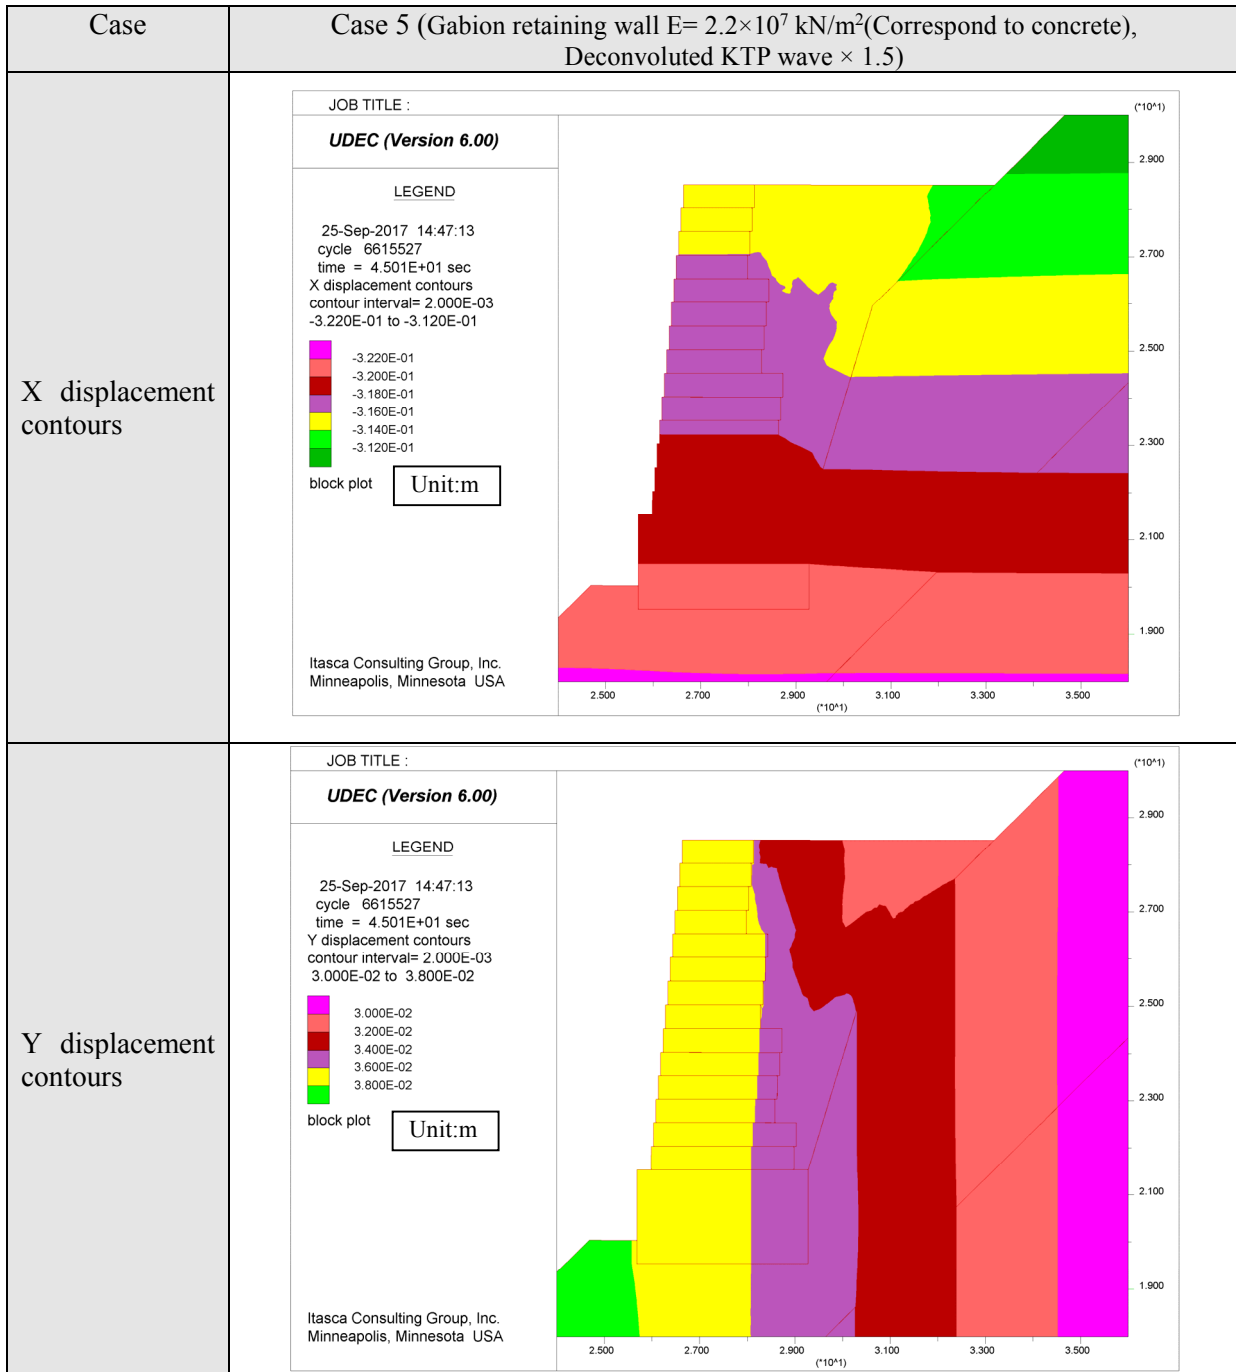 Case
Case 5 (Gabion retaining wall E= 2.2×10⁷ kN/m²(Correspond to concrete),
Deconvoluted KTP wave × 1.5)
X displacement
contours
JOB TITLE :
UDEC (Version 6.00)
LEGEND
25-Sep-2017 14:47:13
cycle 6615527
time = 4.501E+01 sec
X displacement contours
contour interval= 2.000E-03
-3.220E-01 to -3.120E-01
-3.220E-01
-3.200E-01
-3.180E-01
-3.160E-01
-3.140E-01
-3.120E-01
block plot
Unit:m
Itasca Consulting Group, Inc.
Minneapolis, Minnesota USA
(*10^1)
2.900
2.700
2.500
2.300
2.100
1.900
2.500
2.700
2.900
3.100
3.300
3.500
(*10^1)
Y displacement
contours
JOB TITLE :
UDEC (Version 6.00)
LEGEND
25-Sep-2017 14:47:13
cycle 6615527
time = 4.501E+01 sec
Y displacement contours
contour interval= 2.000E-03
3.000E-02 to 3.800E-02
3.000E-02
3.200E-02
3.400E-02
3.600E-02
3.800E-02
block plot
Unit:m
Itasca Consulting Group, Inc.
Minneapolis, Minnesota USA
(*10^1)
2.900
2.700
2.500
2.300
2.100
1.900
2.500
2.700
2.900
3.100
3.300
3.500
(*10^1)